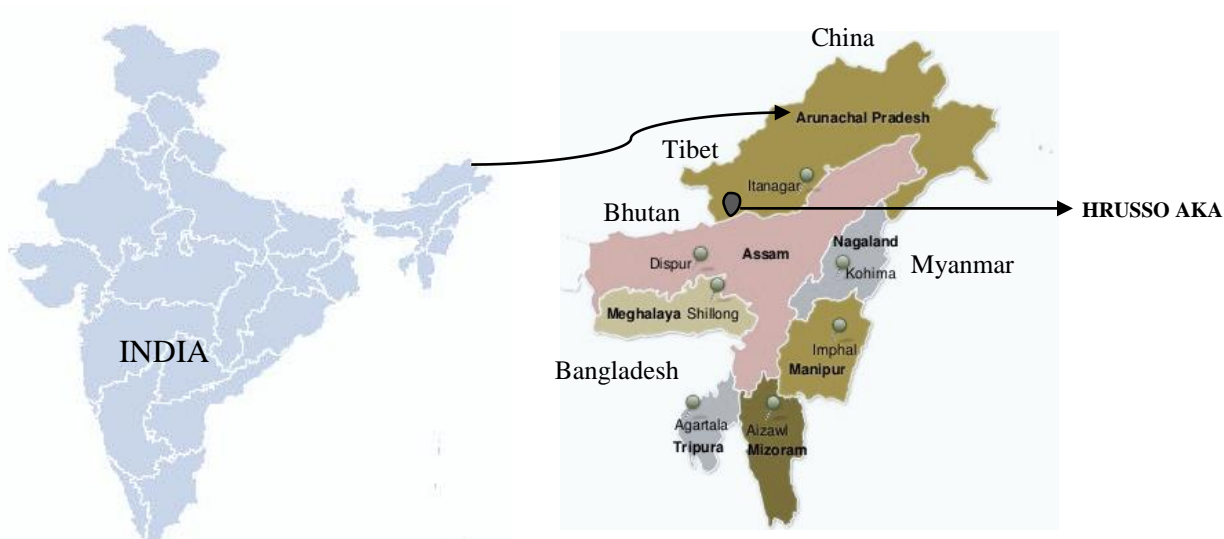 China
Arunachal Pradesh
Tibet
Itanagar
HRUSSO AKA
Bhutan
Nagaland
Assam
Dispur
Kohima
Myanmar
Meghalaya Shillong
INDIA
Imphal
Bangladesh
Manipur
Agartala
Aizawl
Tripura
Mizoram